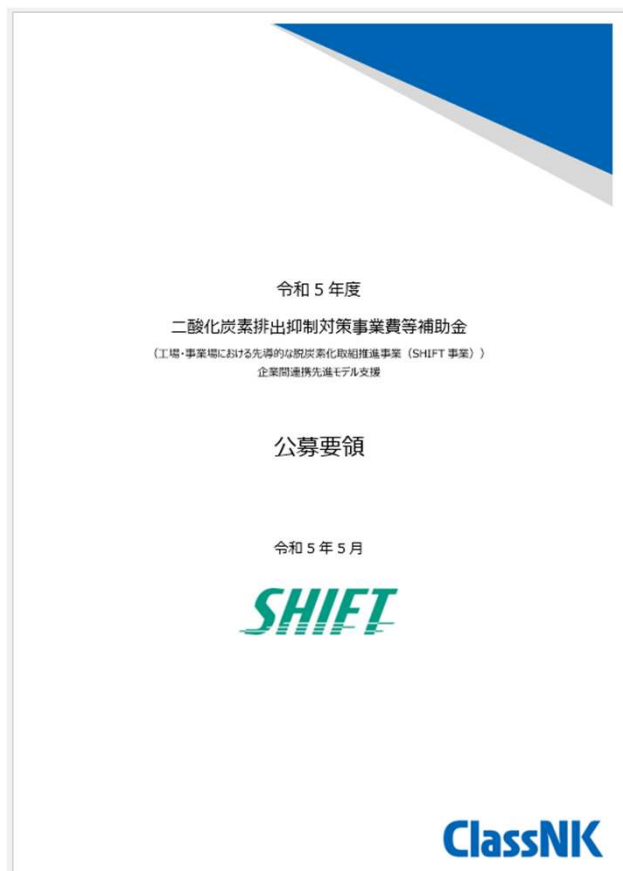 令和 5 年度
二酸化炭素排出抑制対策事業費等補助金
（工場・事業場における先導的な脱炭素化取組推進事業（SHIFT 事業））
企業間連携先進モデル支援
公募要領
令和 5 年 5 月
SHIFT
ClassNK